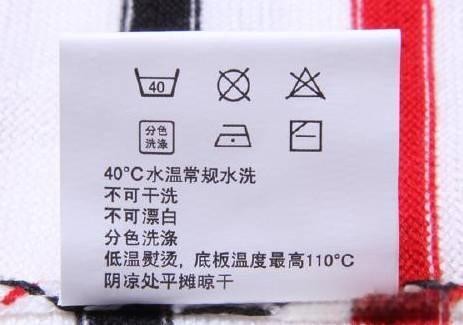 40
分色
洗涤
40°C水温常规水洗
不可干洗
不可漂白
分色洗涤
低温熨烫，底板温度最高110°C
阴凉处平摊晾干